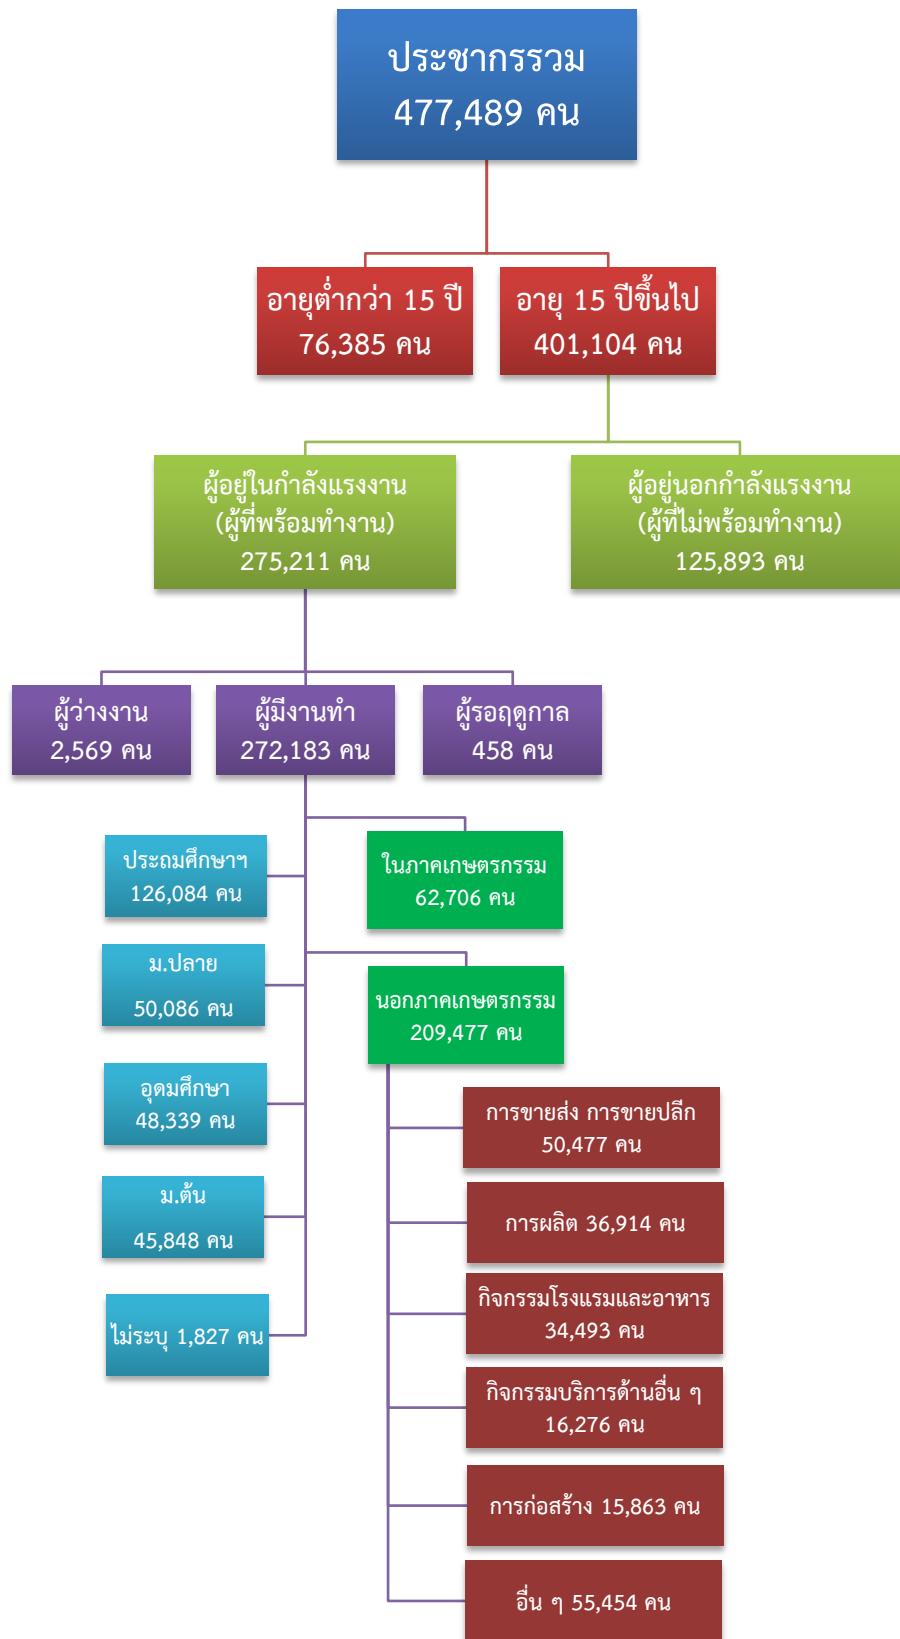 ประชากรรวม
477,489 คน
อายุต่ำกว่า 15 ปี
76,385 คน
อายุ 15 ปีขึ้นไป
401,104 คน
ผู้อยู่ในกำลังแรงงาน
(ผู้ที่พร้อมทำงาน)
275,211 คน
ผู้อยู่นอกกำลังแรงงาน
(ผู้ที่ไม่พร้อมทำงาน)
125,893 คน
ผู้ว่างงาน
2,569 คน
ผู้มีงานทำ
272,183 คน
ผู้รอฤดูกาล
458 คน
ประถมศึกษาฯ
126,084 คน
ม.ปลาย
50,086 คน
อุดมศึกษา
48,339 คน
ม.ต้น
45,848 คน
ไม่ระบุ 1,827 คน
ในภาคเกษตรกรรม
62,706 คน
นอกภาคเกษตรกรรม
209,477 คน
การขายส่ง การขายปลีก
50,477 คน
การผลิต 36,914 คน
กิจกรรมโรงแรมและอาหาร
34,493 คน
กิจกรรมบริการด้านอื่น ๆ
16,276 คน
การก่อสร้าง 15,863 คน
อื่น ๆ 55,454 คน